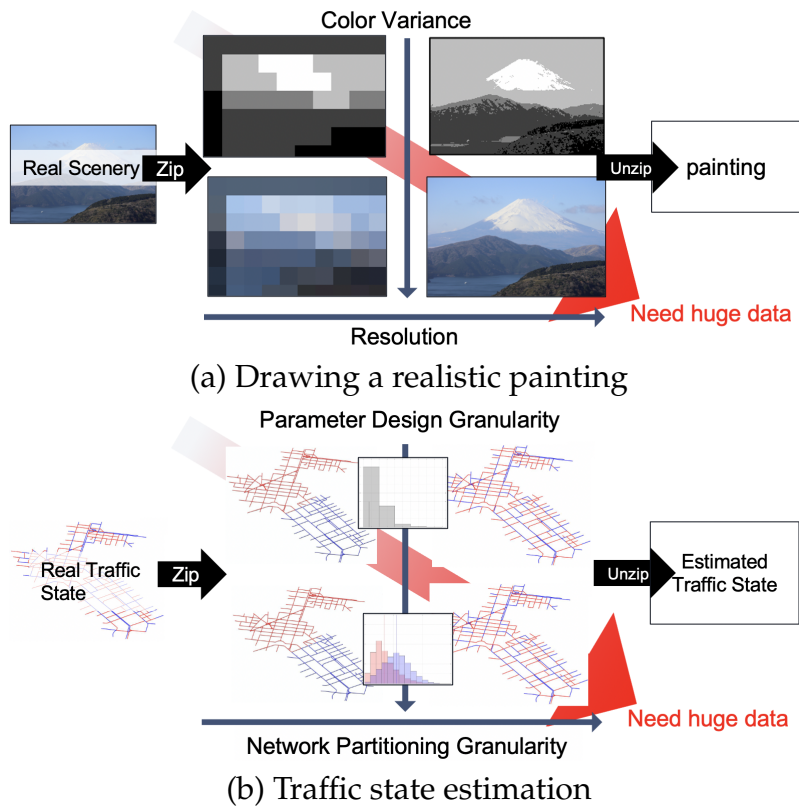 Color Variance
Real Scenery
Zip
Unzip
painting
Need huge data
Resolution
(a) Drawing a realistic painting
Parameter Design Granularity
Real Traffic
State
Zip
Unzip
Estimated
Traffic State
Need huge data
Network Partitioning Granularity
(b) Traffic state estimation